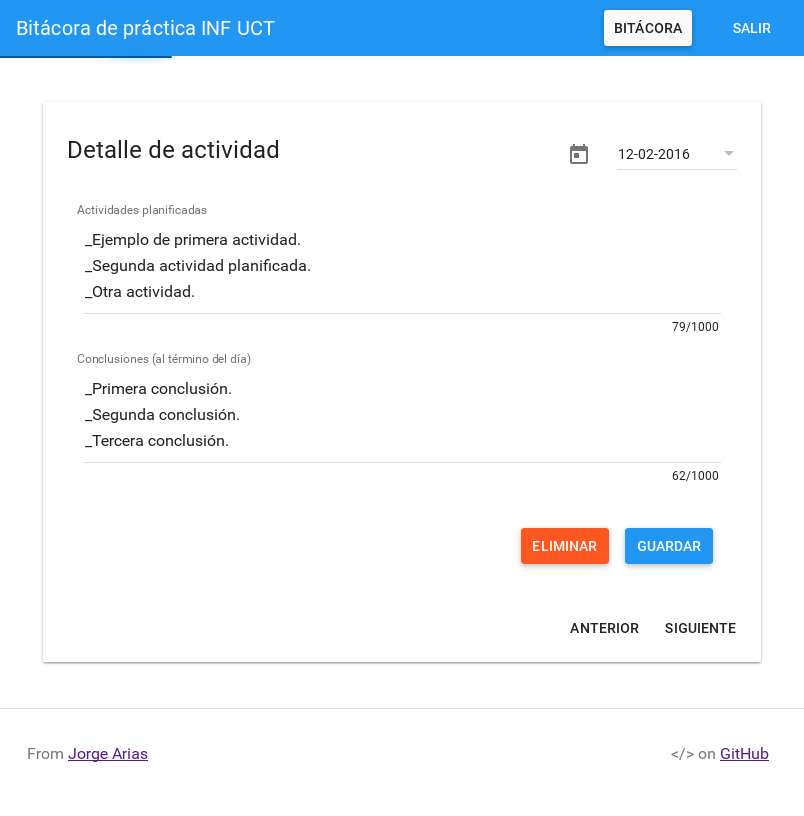 Bitácora de práctica INF UCT
BITÁCORA
SALIR
Detalle de actividad
12-02-2016
Actividades planificadas
_Ejemplo de primera actividad.
_Segunda actividad planificada.
_Otra actividad.
79/1000
Conclusiones (al término del día)
_Primera conclusión.
_Segunda conclusión.
_Tercera conclusión.
62/1000
ELIMINAR
GUARDAR
ANTERIOR
SIGUIENTE
From Jorge Arias
</> on GitHub